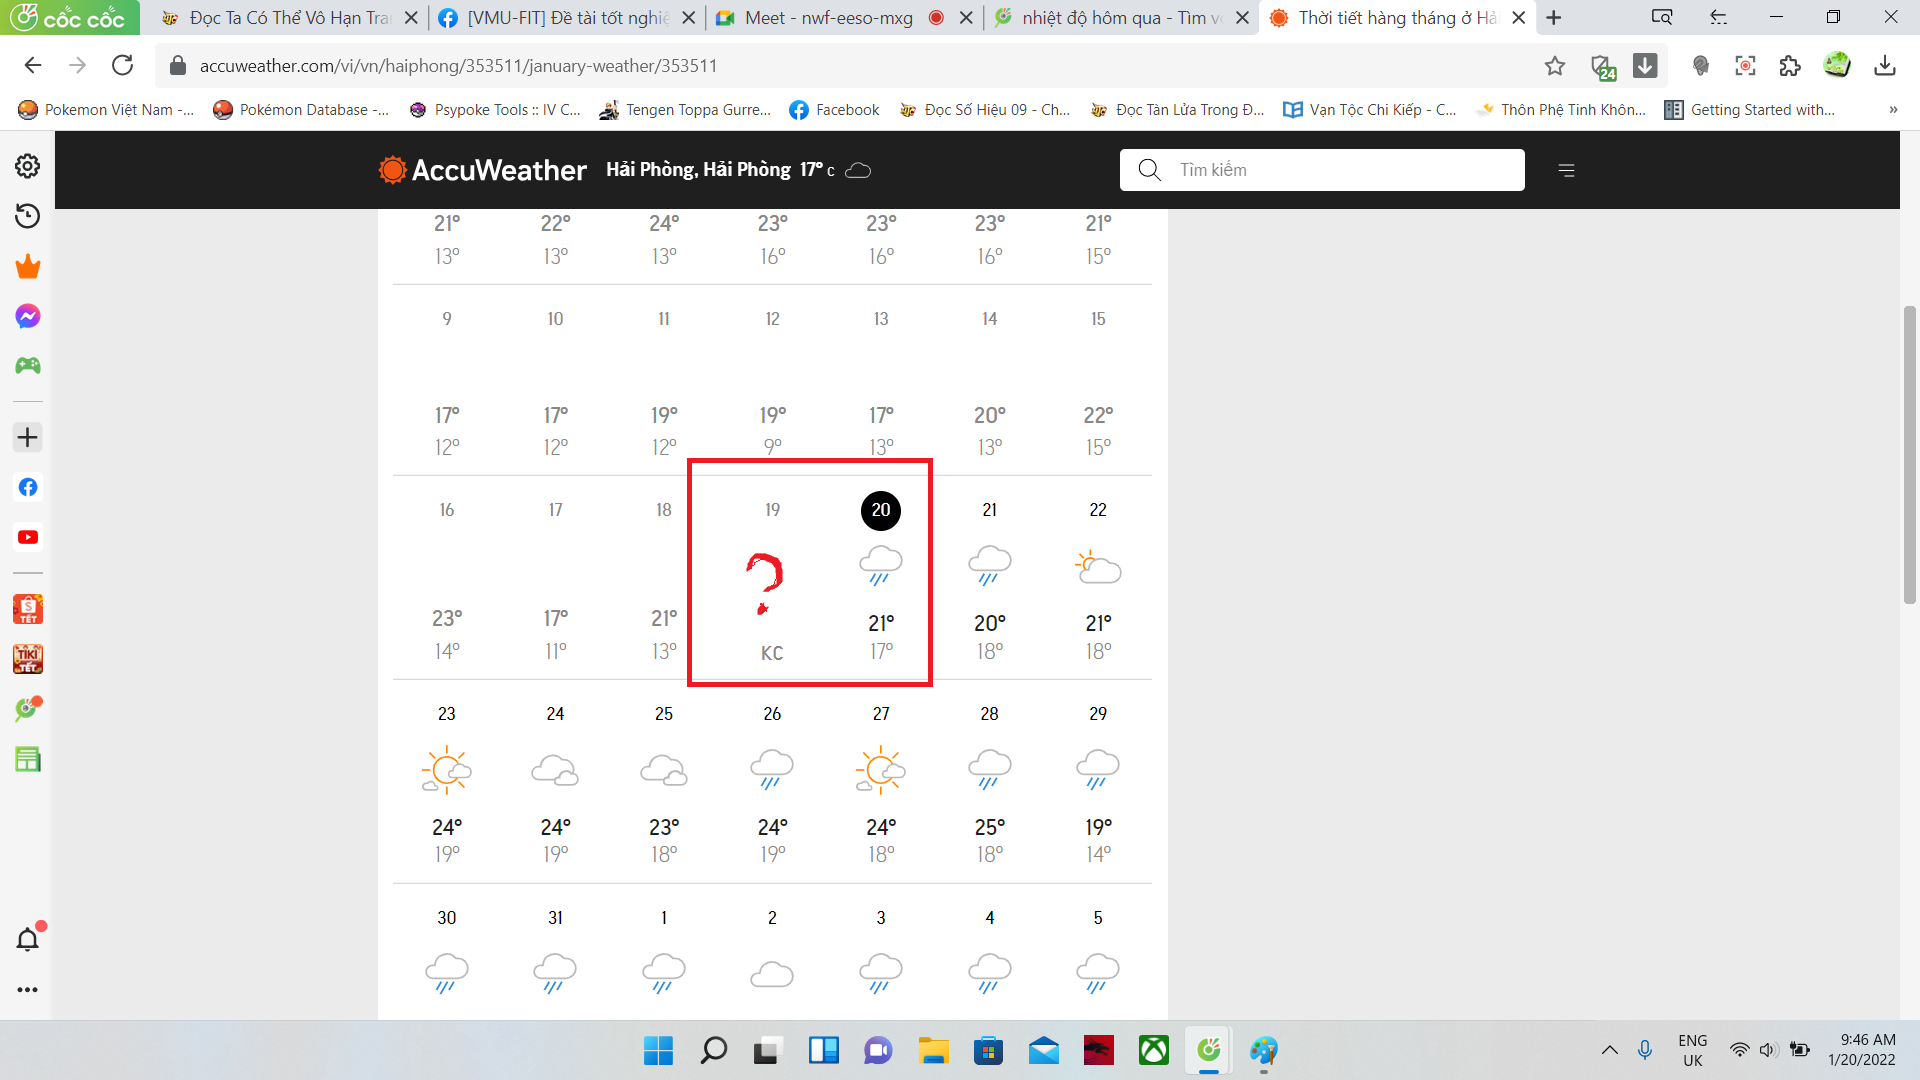 cốc cốc
Đọc Ta Có Thể Vô Hạn Tra
[VMU-FIT] Đề tài tốt nghiệ
Meet - nwf-eeso-mxg
nhiệt độ hôm qua - Tìm v
Thời tiết hàng tháng ở Hả
accuweather.com/vi/vn/haiphong/353511/january-weather/353511
24
Pokemon Việt Nam -...
Pokémon Database -...
Psypoke Tools :: IV C...
Tengen Toppa Gurre...
Facebook
Đọc Số Hiệu 09 - Ch...
Đọc Tàn Lửa Trong Đ...
Vạn Tộc Chi Kiếp - C...
Thôn Phệ Tinh Khôn...
Getting Started with...
»
AccuWeather
Hải Phòng, Hải Phòng 17° C
Tìm kiếm
21° 22° 24° 23° 23° 23° 21°
13° 13° 13° 16° 16° 16° 15°
9 10 11 12 13 14 15
17° 17° 19° 19° 17° 20° 22°
12° 12° 12° 9° 13° 13° 15°
16 17 18 19 20 21 22
?
23° 17° 21° 21° 20° 21°
14° 11° 13° KC 17° 18° 18°
23 24 25 26 27 28 29
24° 24° 23° 24° 24° 25° 19°
19° 19° 18° 19° 18° 18° 14°
30 31 1 2 3 4 5
S TẾT
TIKI TẾT
ENG
UK
9:46 AM
1/20/2022